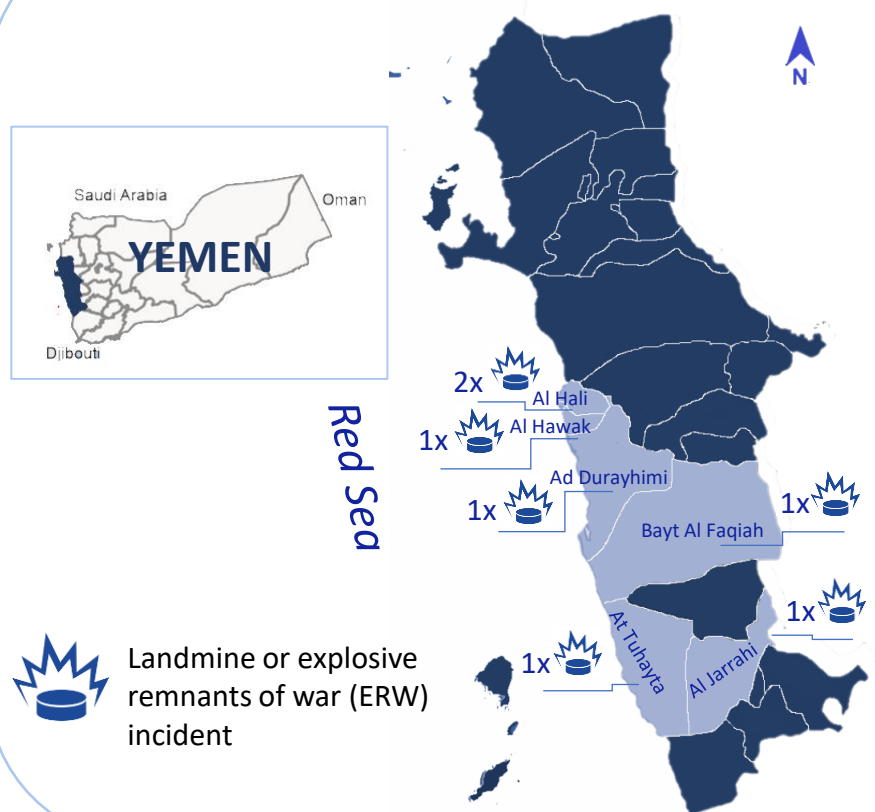 N
Saudi Arabia
Oman
YEMEN
Djibouti
Red Sea
2x
Al Hali
1x
Al Hawak
Ad Durayhimi
1x
1x
Bayt Al Faqiah
1x
At Tuhayta
1x
Al Jarrahi
Landmine or explosive
remnants of war (ERW)
incident